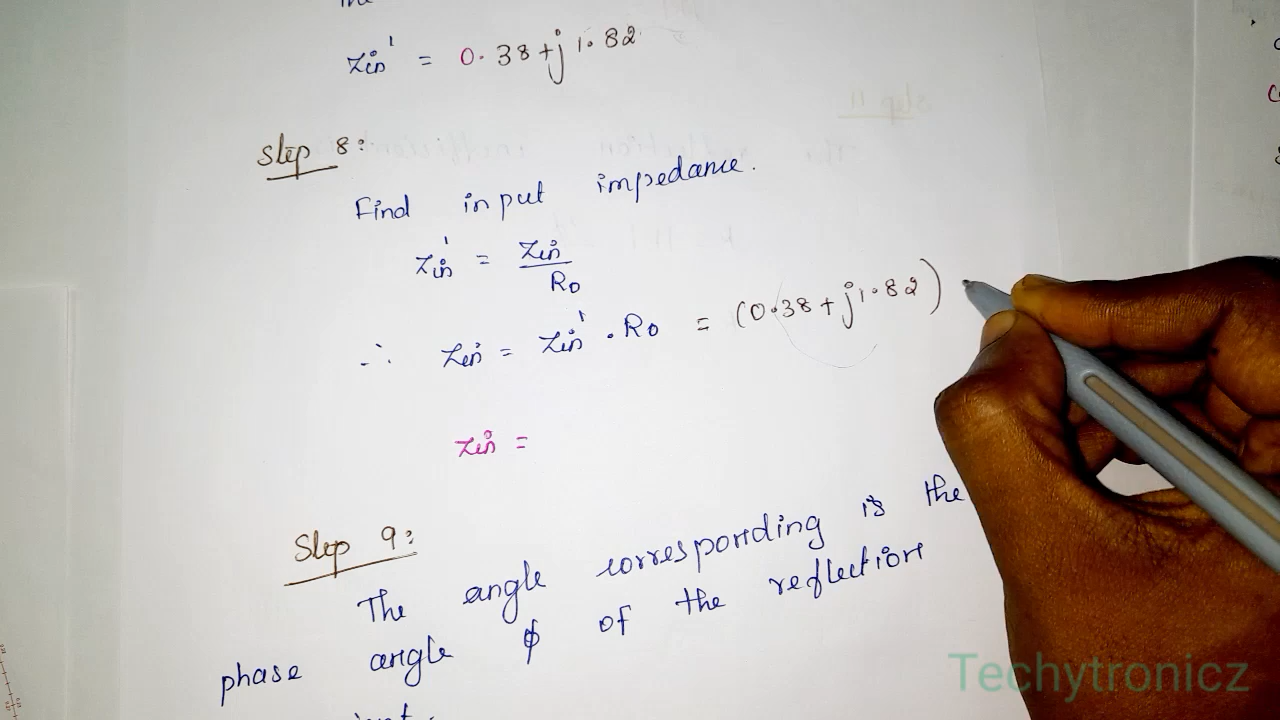 Zin' = 0.38+j1.82
Step 8:
Find input impedance.
Zin' = Zin / R0
∴ Zin = Zin' . R0 = (0.38+j1.82)
Zin =
Step 9:
The angle corresponding is the
phase angle ϕ of the reflection
Techytronicz